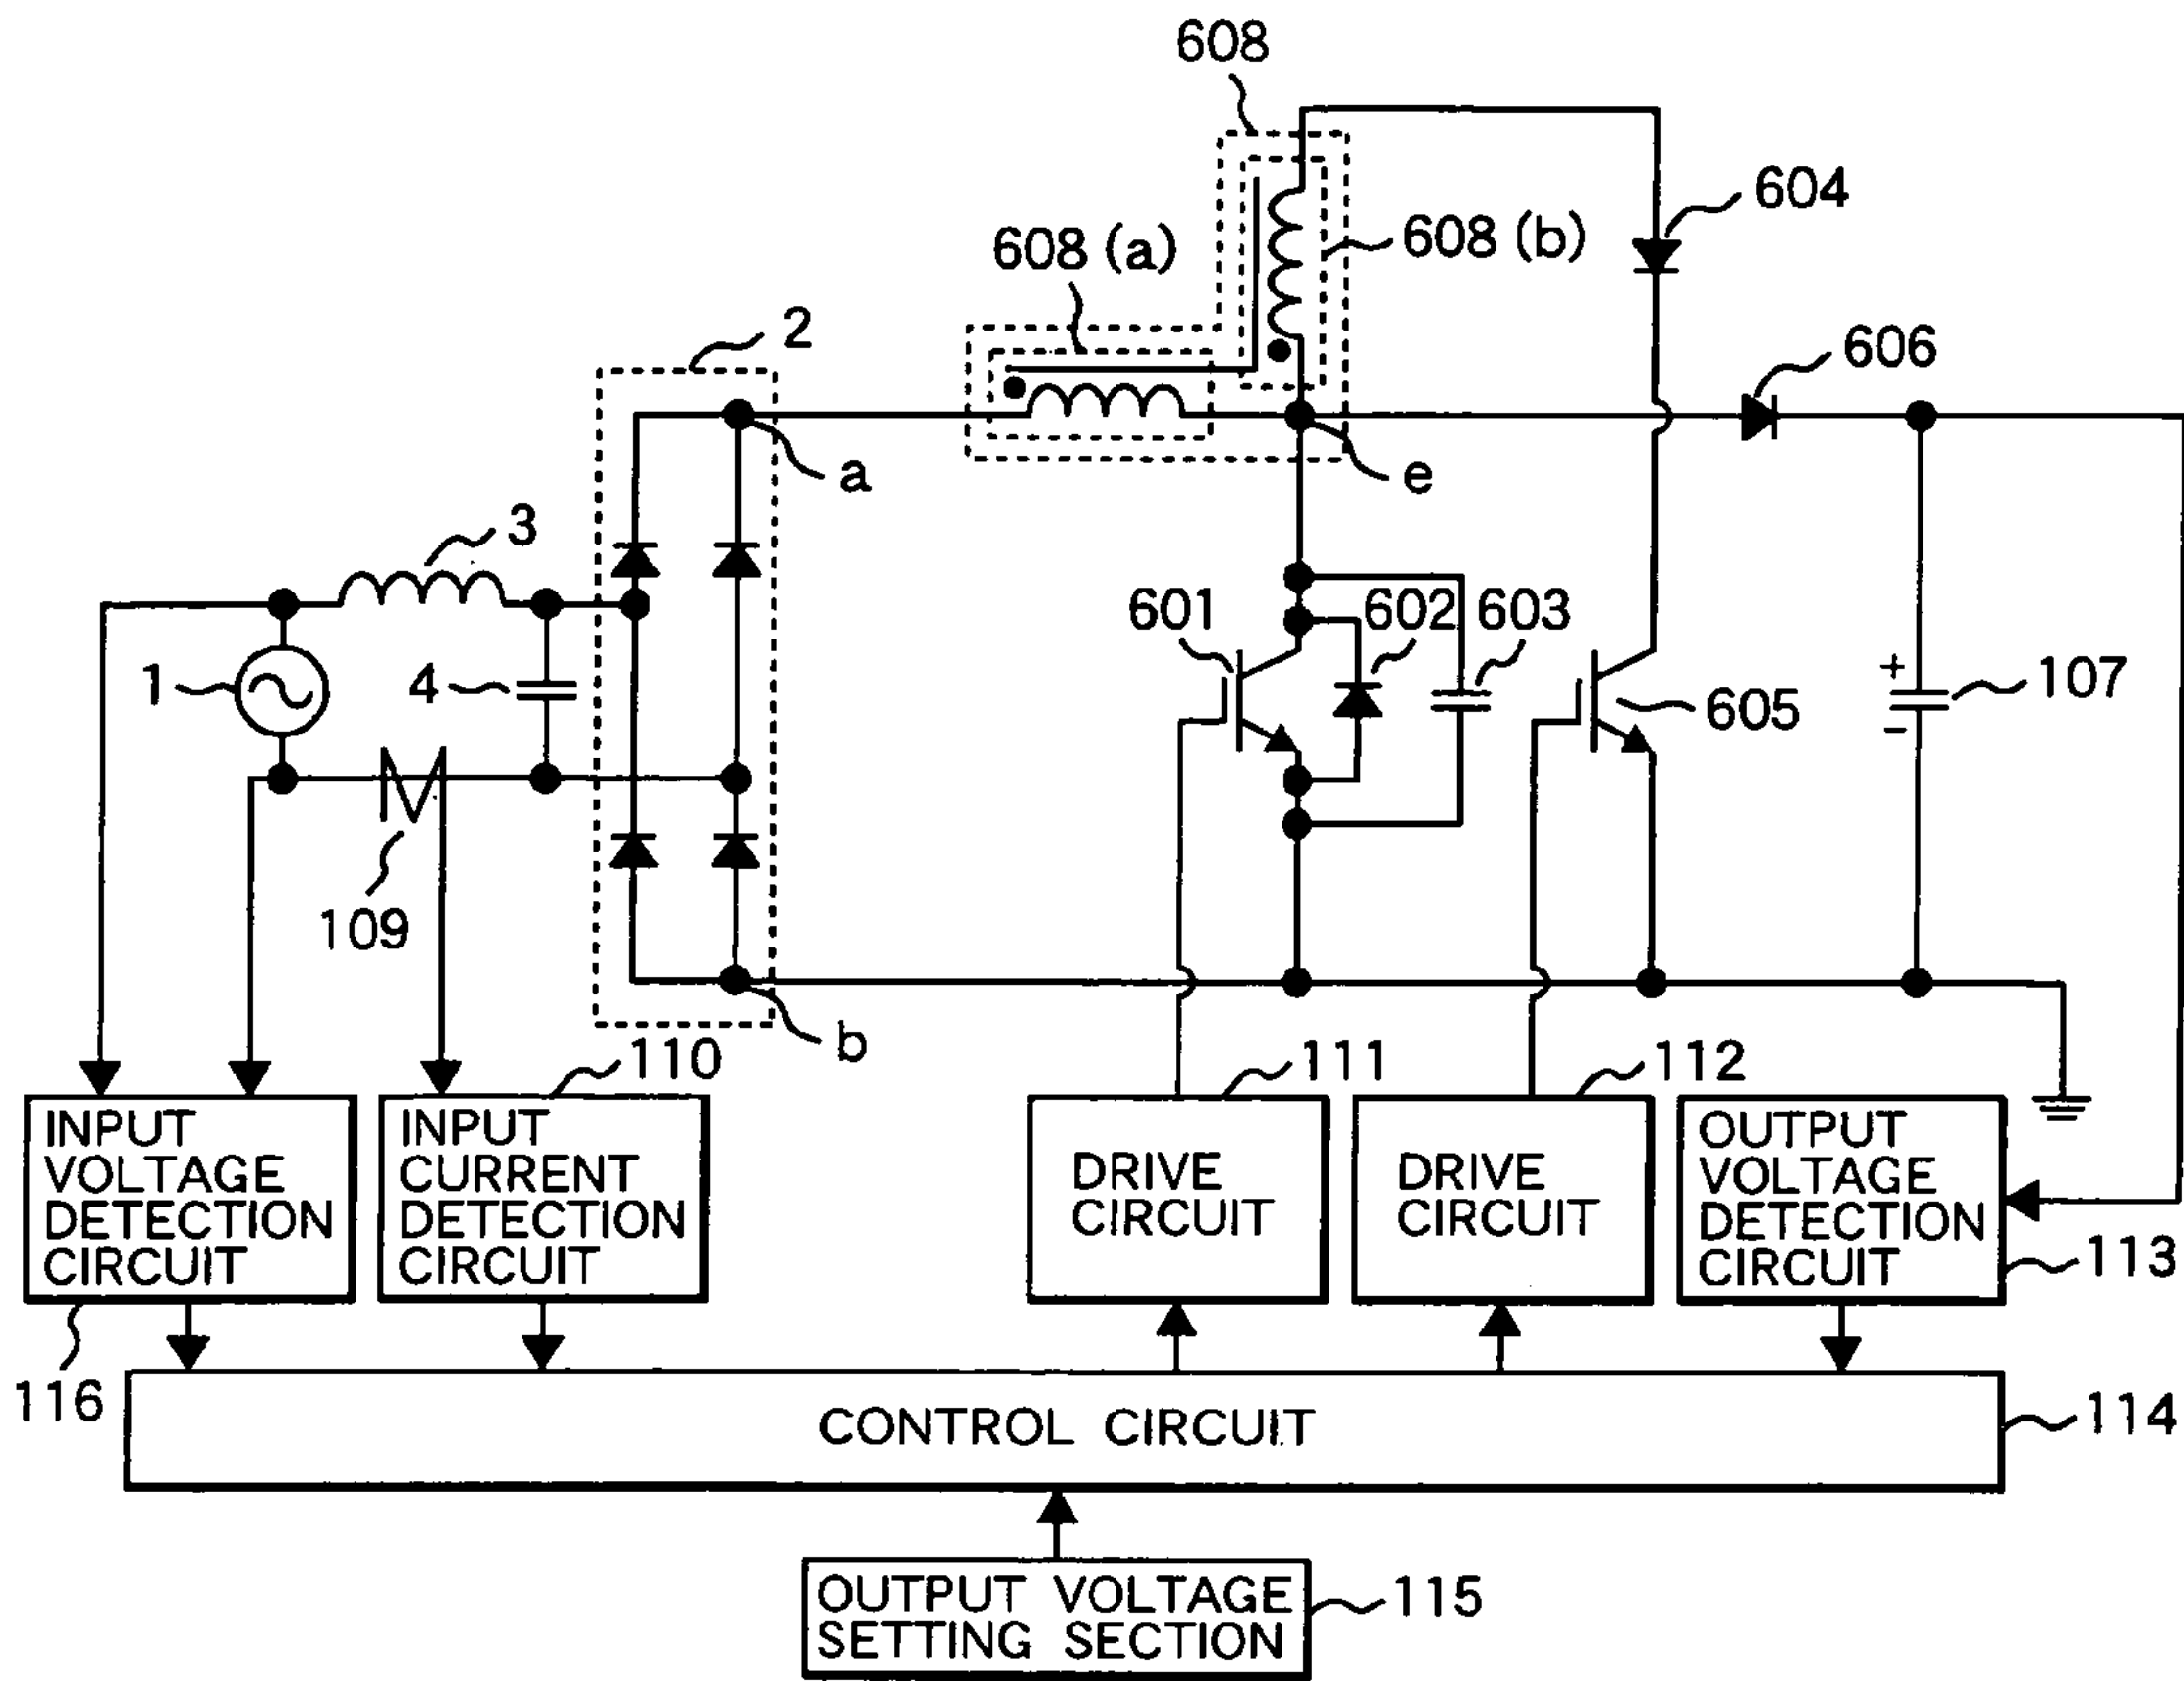 608
604
608 (a)
608 (b)
2
606
a
e
3
601
602
603
1
4
605
+
107
-
109
b
110
111
112
INPUT
VOLTAGE
DETECTION
CIRCUIT
INPUT
CURRENT
DETECTION
CIRCUIT
DRIVE
CIRCUIT
DRIVE
CIRCUIT
OUTPUT
VOLTAGE
DETECTION
CIRCUIT
113
116
CONTROL CIRCUIT
114
OUTPUT VOLTAGE
SETTING SECTION
115